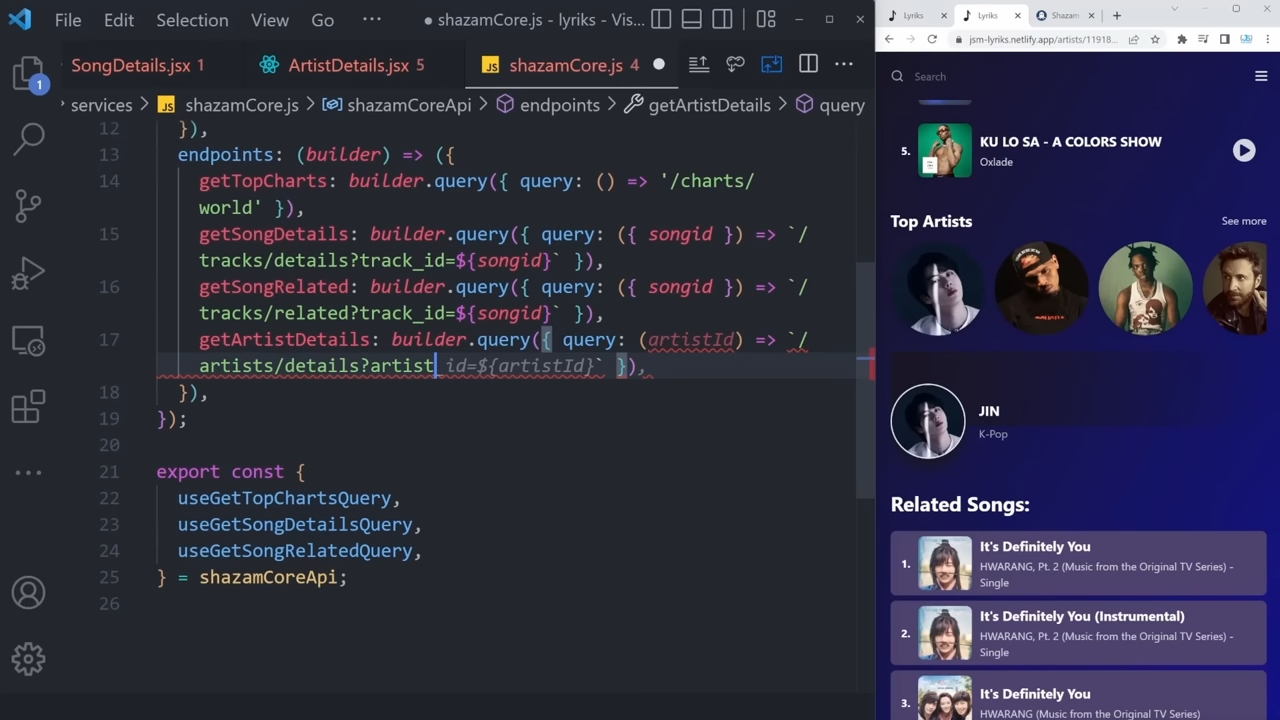 File Edit Selection View Go ··· ● shazamCore.js - lyriks - Vis...
SongDetails.jsx 1 ArtistDetails.jsx 5 JS shazamCore.js 4
services > JS shazamCore.js > shazamCoreApi > endpoints > getArtistDetails > query
1
12 }),
13 endpoints: (builder) => ({
14 getTopCharts: builder.query({ query: () => '/charts/
world' }),
15 getSongDetails: builder.query({ query: ({ songid }) => `/
tracks/details?track_id=${songid}` }),
16 getSongRelated: builder.query({ query: ({ songid }) => `/
tracks/related?track_id=${songid}` }),
17 getArtistDetails: builder.query({ query: (artistId) => `/
artists/details?artist_id=${artistId}` }),
18 }),
19 });
20
21 export const {
22 useGetTopChartsQuery,
23 useGetSongDetailsQuery,
24 useGetSongRelatedQuery,
25 } = shazamCoreApi;
26
Lyriks Lyriks Shazam
jsm-lyriks.netlify.app/artists/11918...
Search
5. KU LO SA - A COLORS SHOW
Oxlade
Top Artists See more
JIN
K-Pop
Related Songs:
1. It's Definitely You
HWARANG, Pt. 2 (Music from the Original TV Series) -
Single
2. It's Definitely You (Instrumental)
HWARANG, Pt. 2 (Music from the Original TV Series) -
Single
3. It's Definitely You
HWARANG (Music from the Original TV Series)